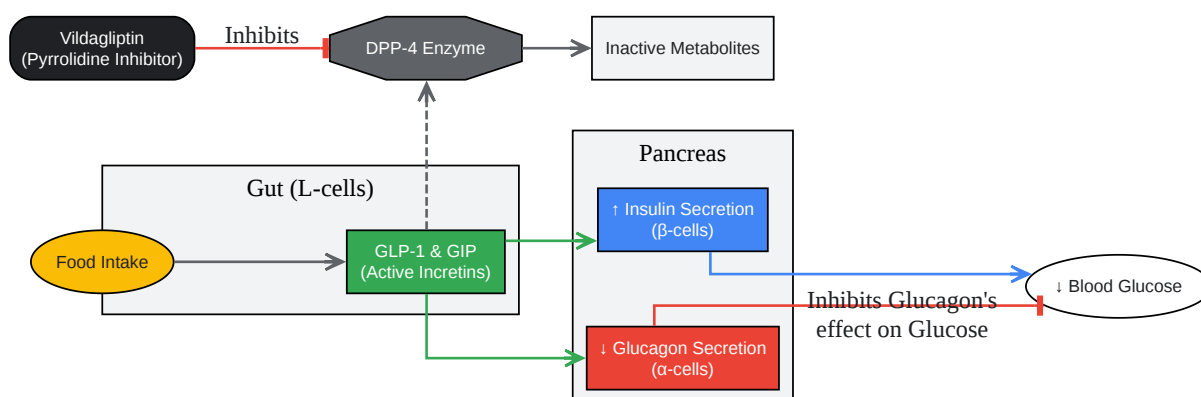 Vildagliptin
(Pyrrolidine Inhibitor)
Inhibits
DPP-4 Enzyme
Inactive Metabolites
Gut (L-cells)
Food Intake
GLP-1 & GIP
(Active Incretins)
Pancreas
↑ Insulin Secretion
(β-cells)
↓ Glucagon Secretion
(α-cells)
Inhibits Glucagon's
effect on Glucose
↓ Blood Glucose